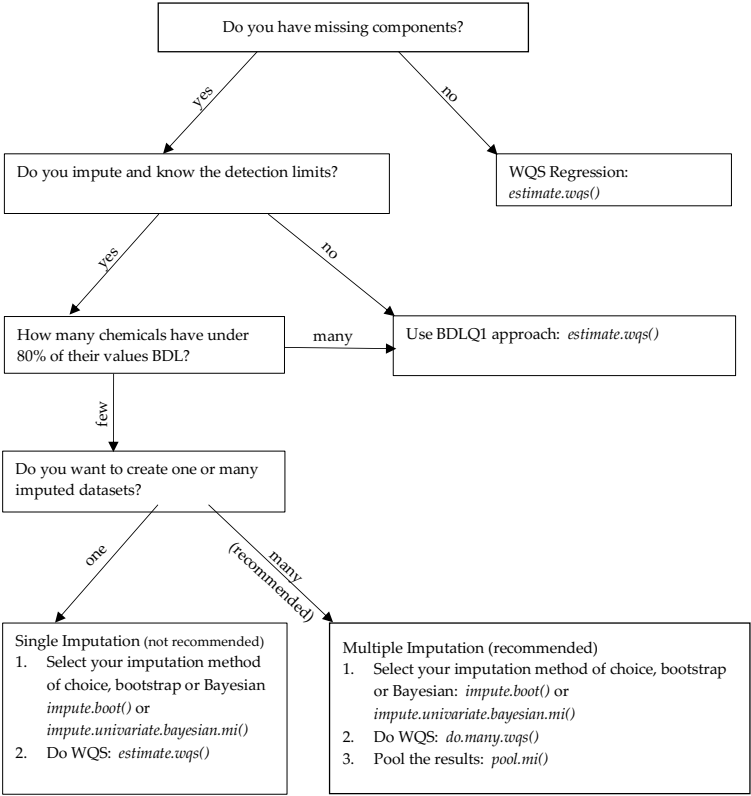 Do you have missing components?
yes
no
Do you impute and know the detection limits?
WQS Regression:
estimate.wqs()
yes
no
How many chemicals have under
80% of their values BDL?
many
Use BDLQ1 approach: estimate.wqs()
few
Do you want to create one or many
imputed datasets?
one
many
(recommended)
Single Imputation (not recommended)
1. Select your imputation method
of choice, bootstrap or Bayesian
impute.boot() or
impute.univariate.bayesian.mi()
2. Do WQS: estimate.wqs()
Multiple Imputation (recommended)
1. Select your imputation method of choice, bootstrap
or Bayesian: impute.boot() or
impute.univariate.bayesian.mi()
2. Do WQS: do.many.wqs()
3. Pool the results: pool.mi()